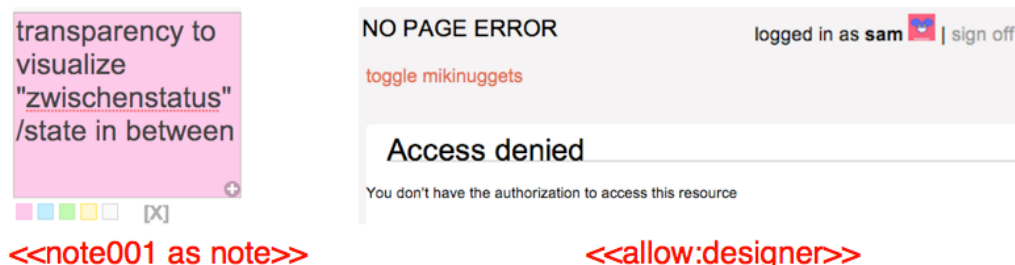 transparency to
visualize
"zwischenstatus"
/state in between
[X]
<<note001 as note>>
NO PAGE ERROR
logged in as sam | sign off
toggle mikinuggets
Access denied
You don't have the authorization to access this resource
<<allow:designer>>